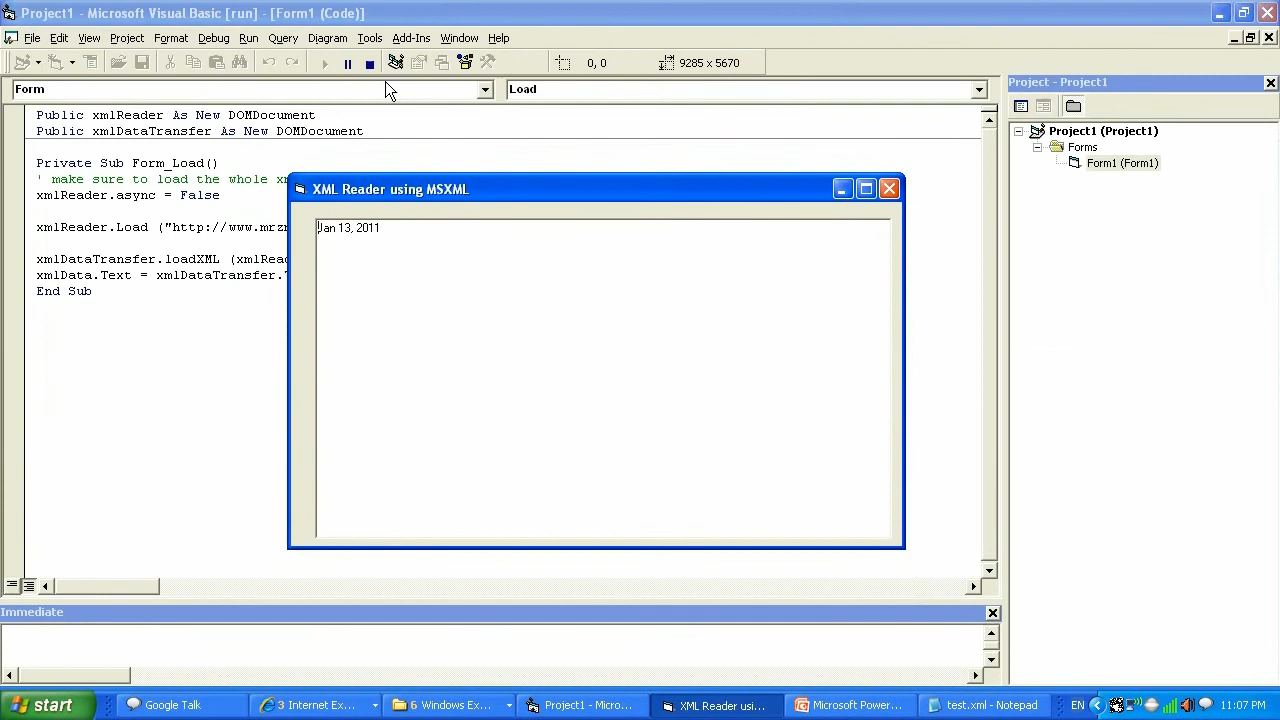 Project1 - Microsoft Visual Basic [run] - [Form1 (Code)]
File Edit View Project Format Debug Run Query Diagram Tools Add-Ins Window Help
0, 0 9285 x 5670
Form Load Project - Project1
Public xmlReader As New DOMDocument
Public xmlDataTransfer As New DOMDocument
Project1 (Project1)
Forms
Form1 (Form1)
Private Sub Form_Load()
' make sure to load the whole
xmlReader.async = False
xmlReader.Load ("http://www.
xmlDataTransfer.loadXML
xmlData.Text = xmlDataTransfer.
End Sub
XML Reader using MSXML
Jan 13, 2011
Immediate
start Google Talk 3 Internet Ex... 6 Windows Ex... Project1 - Micro... XML Reader usi... Microsoft Power... test.xml - Notepad EN 11:07 PM